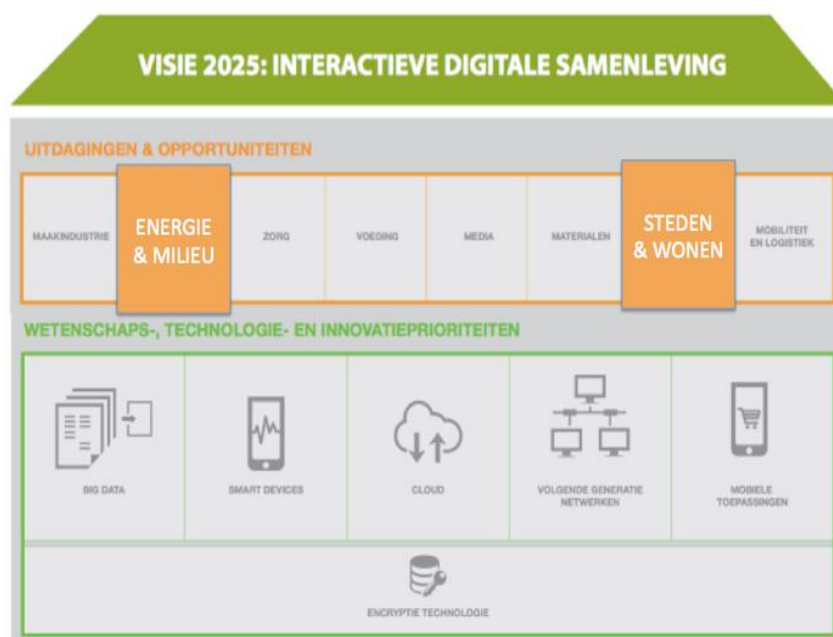 VISIE 2025: INTERACTIEVE DIGITALE SAMENLEVING
UITDAGINGEN & OPPORTUNITEITEN
MAAKINDUSTRIE
ENERGIE
& MILIEU
ZORG
VOEDING
MEDIA
MATERIALEN
STEDEN
& WONEN
MOBILITEIT
EN LOGISTIEK
WETENSCHAPS-, TECHNOLOGIE- EN INNOVATIEPRIORITEITEN
BIG DATA
SMART DEVICES
CLOUD
VOLGENDE GENERATIE
NETWERKEN
MOBIELE
TOEPASSINGEN
ENCRYPTIE TECHNOLOGIE